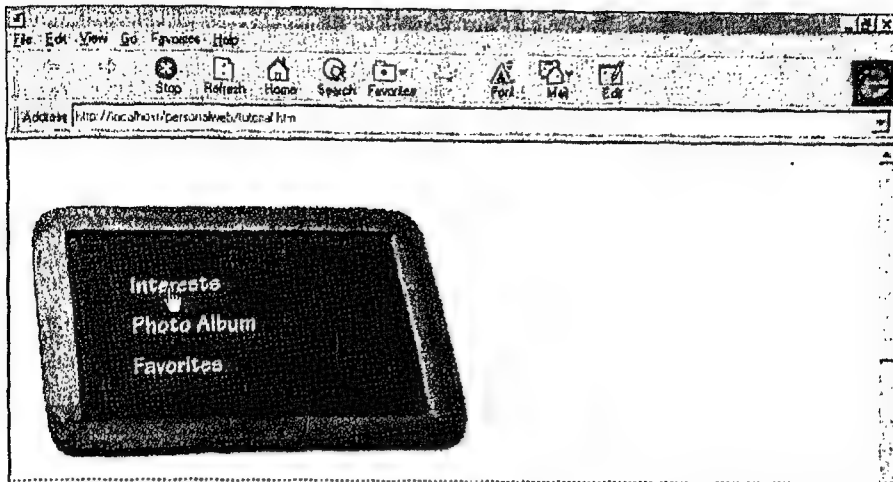 File Edit View Go Favorites Help
Stop Refresh Home Search Favorites Font Mail Edit
Address http://localhost/personalweb/tutorial.htm
Interests
Photo Album
Favorites